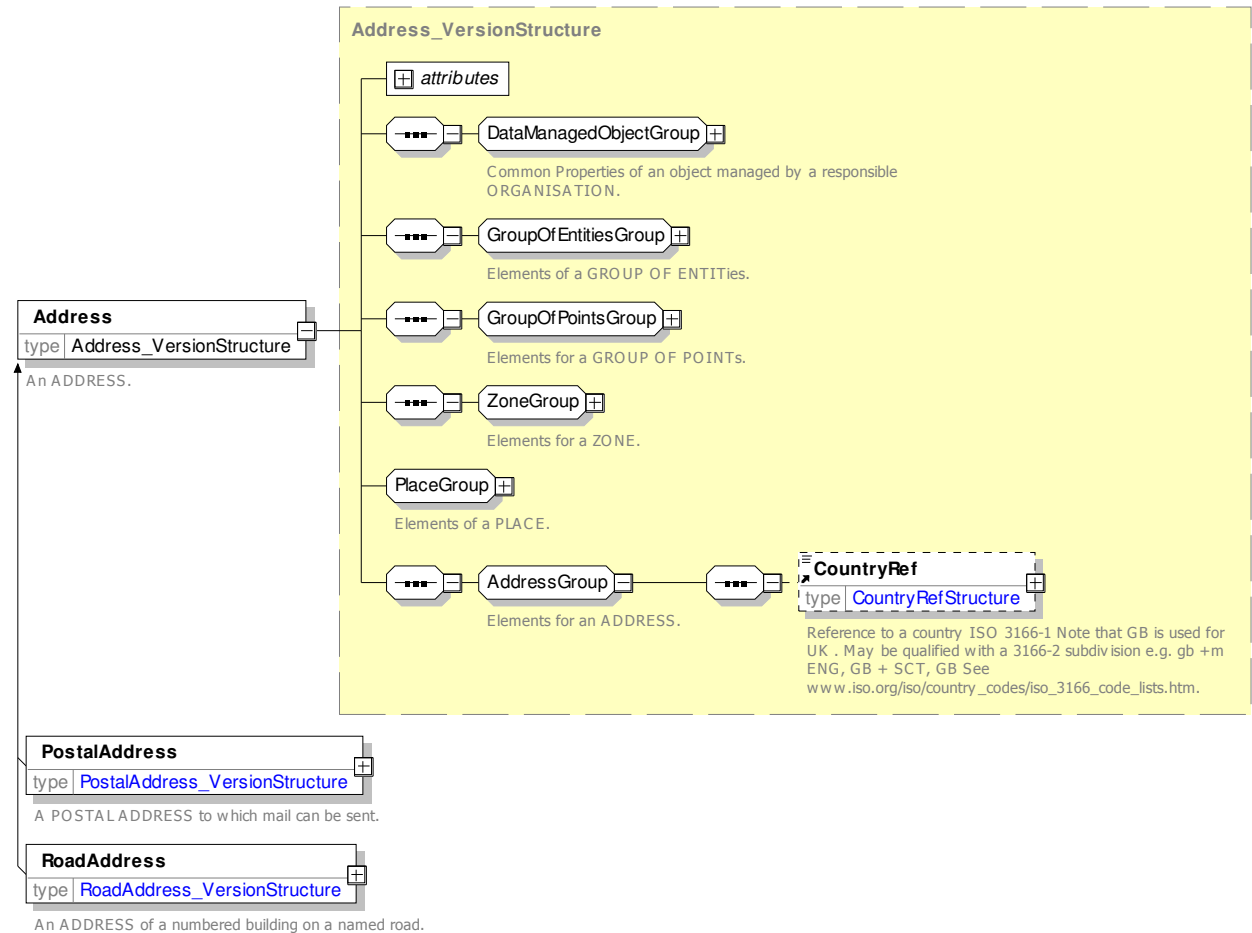 Address_VersionStructure
attributes
DataManagedObjectGroup
Common Properties of an object managed by a responsible
ORGANISATION.
GroupOfEntitiesGroup
Elements of a GROUP OF ENTITies.
GroupOfPointsGroup
Elements for a GROUP OF POINTs.
Address
type Address_VersionStructure
An ADDRESS.
ZoneGroup
Elements for a ZONE.
PlaceGroup
Elements of a PLACE.
AddressGroup
Elements for an ADDRESS.
CountryRef
type CountryRefStructure
Reference to a country ISO 3166-1 Note that GB is used for
UK . May be qualified with a 3166-2 subdivision e.g. gb +m
ENG, GB + SCT, GB See
www.iso.org/iso/country_codes/iso_3166_code_lists.htm.
PostalAddress
type PostalAddress_VersionStructure
A POSTAL ADDRESS to which mail can be sent.
RoadAddress
type RoadAddress_VersionStructure
An ADDRESS of a numbered building on a named road.